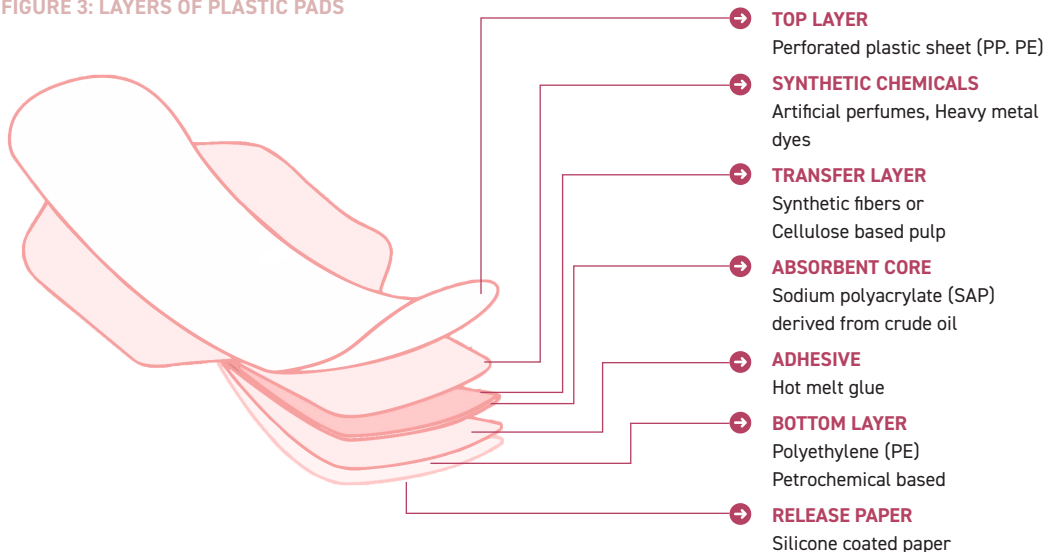 FIGURE 3: LAYERS OF PLASTIC PADS
TOP LAYER
Perforated plastic sheet (PP. PE)
SYNTHETIC CHEMICALS
Artificial perfumes, Heavy metal
dyes
TRANSFER LAYER
Synthetic fibers or
Cellulose based pulp
ABSORBENT CORE
Sodium polyacrylate (SAP)
derived from crude oil
ADHESIVE
Hot melt glue
BOTTOM LAYER
Polyethylene (PE)
Petrochemical based
RELEASE PAPER
Silicone coated paper